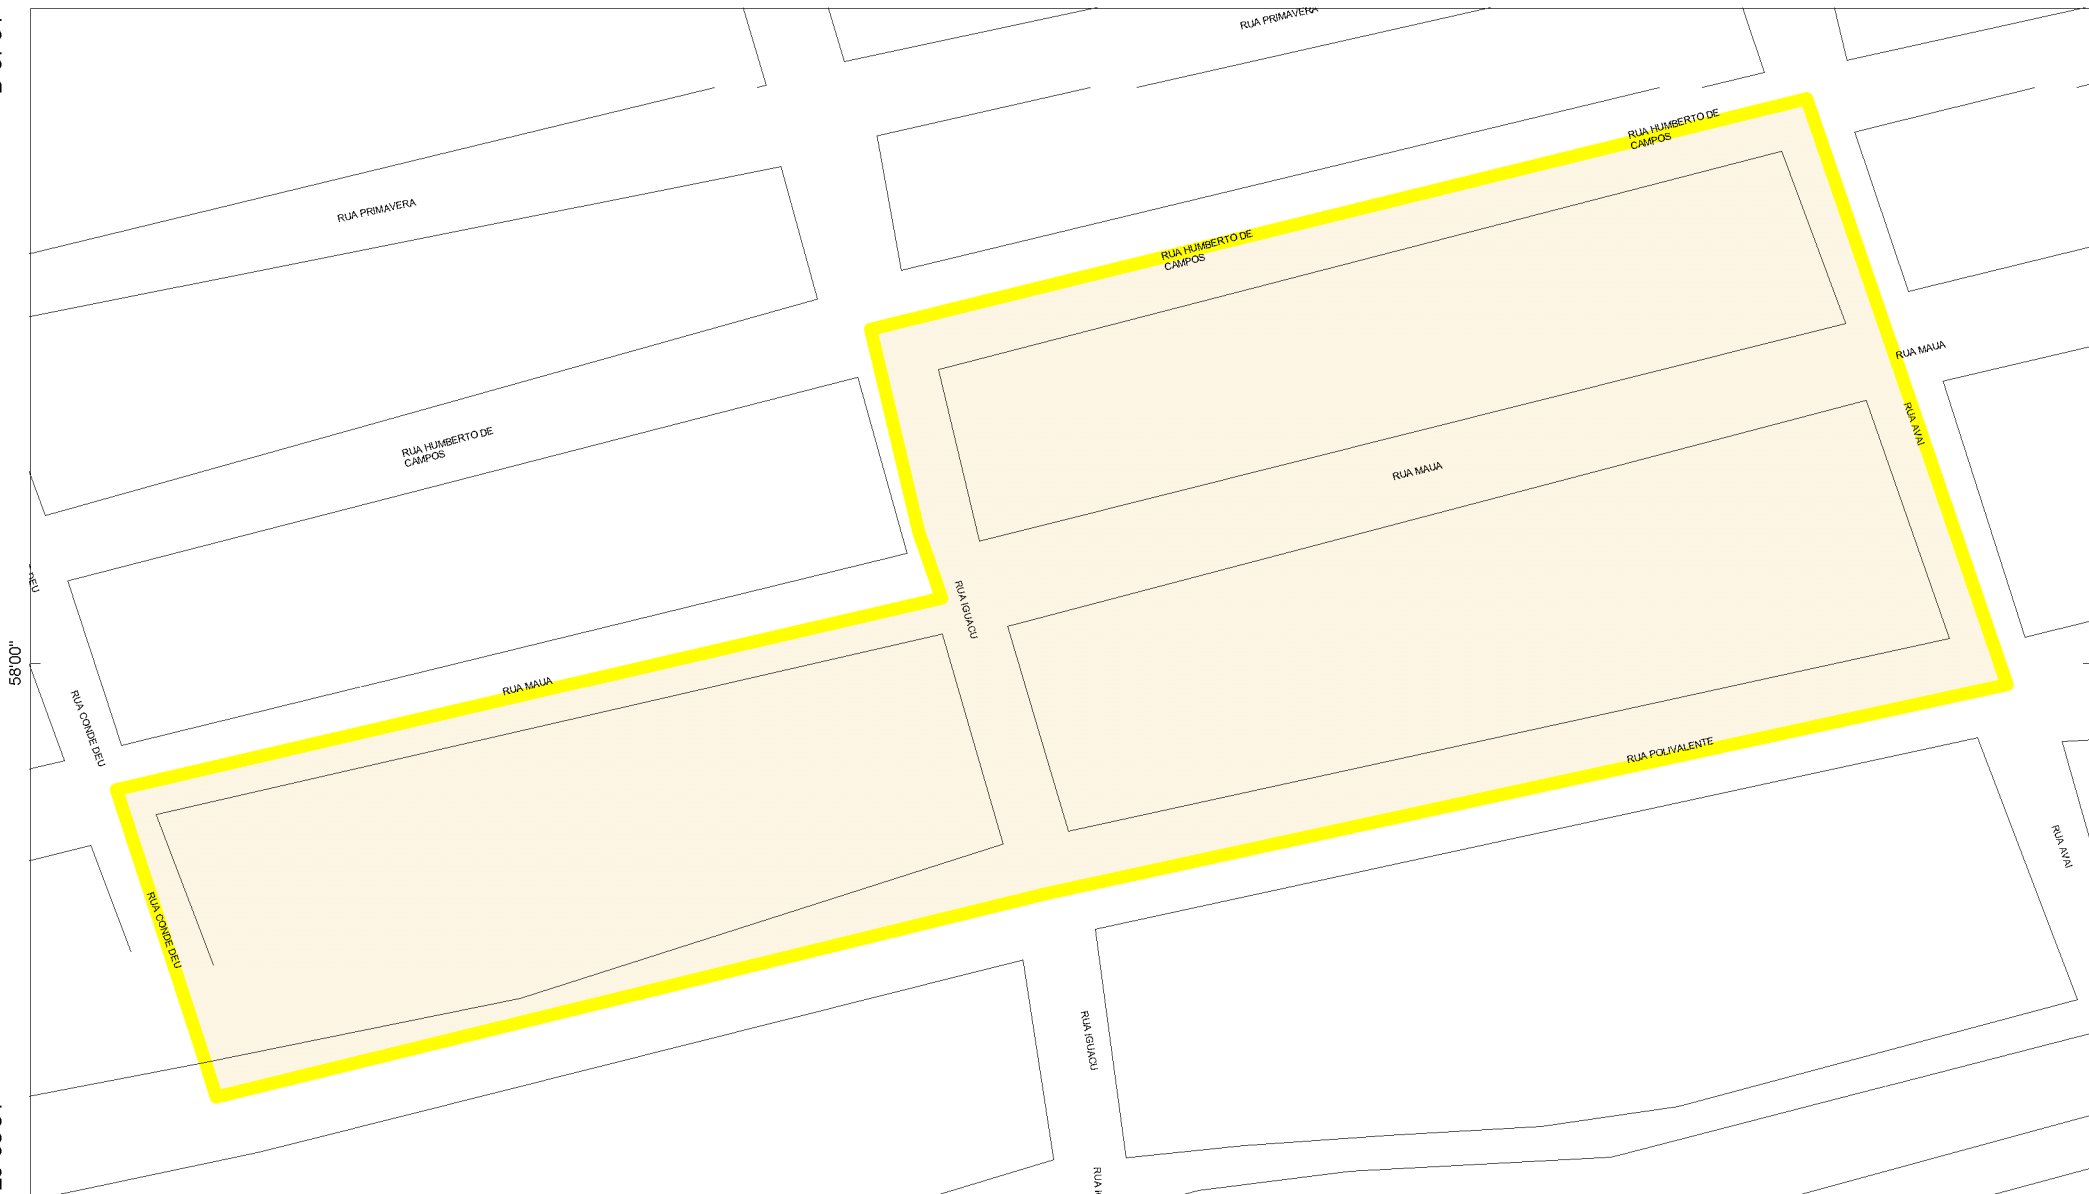 RUA PRIMAVERA
RUA PRIMAVERA
RUA HUMBERTO DE
CAMPOS
RUA HUMBERTO DE
CAMPOS
RUA MAUA
RUA AVAI
RUA HUMBERTO DE
CAMPOS
RUA MAUA
DEU
RUA IGUACU
58'00"
RUA MAUA
RUA CONDE DEU
RUA POLIVALENTE
RUA AVAI
RUA CONDE DEU
RUA IGUACU
RUA